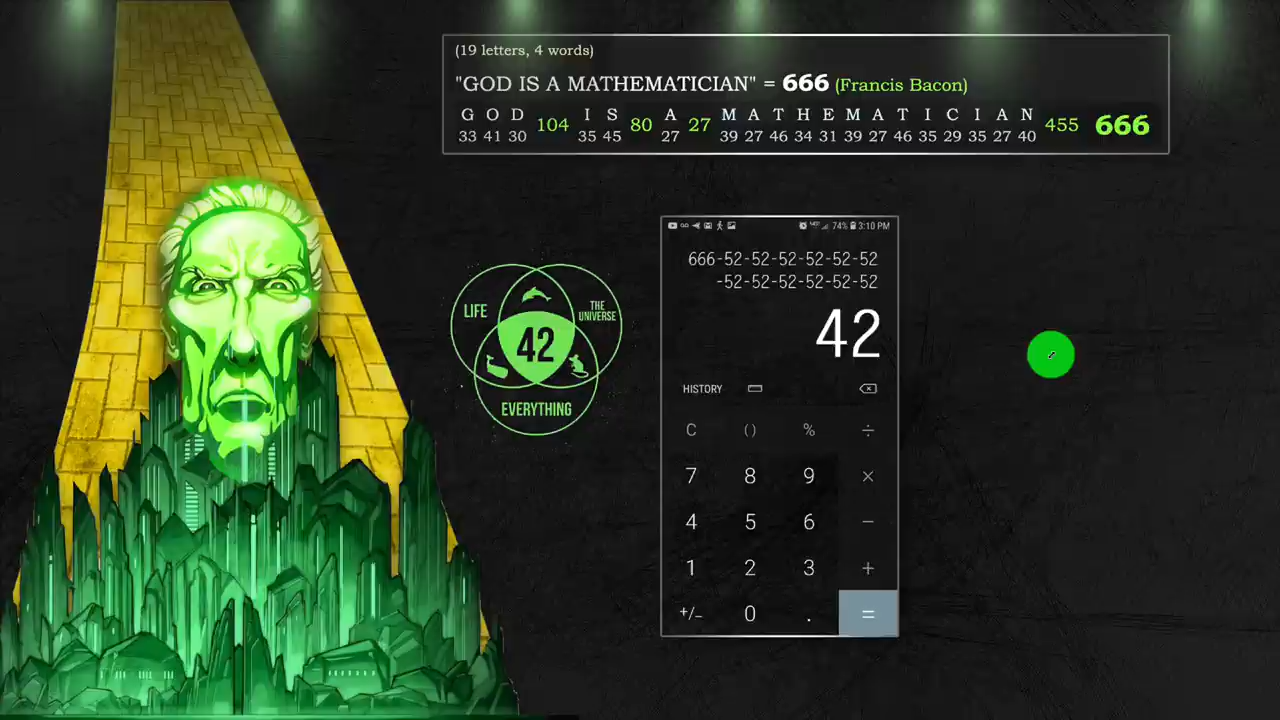 (19 letters, 4 words)
"GOD IS A MATHEMATICIAN" = 666 (Francis Bacon)
G O D I S A M A T H E M A T I C I A N
33 41 30 104 35 45 80 27 27 39 27 46 34 31 39 27 46 35 29 35 27 40 455 666
74% 3:10 PM
666-52-52-52-52-52-52
-52-52-52-52-52-52
42
LIFE
THE
UNIVERSE
42
EVERYTHING
HISTORY
C ( ) % ÷
7 8 9 ×
4 5 6 −
1 2 3 +
+/− 0 . =